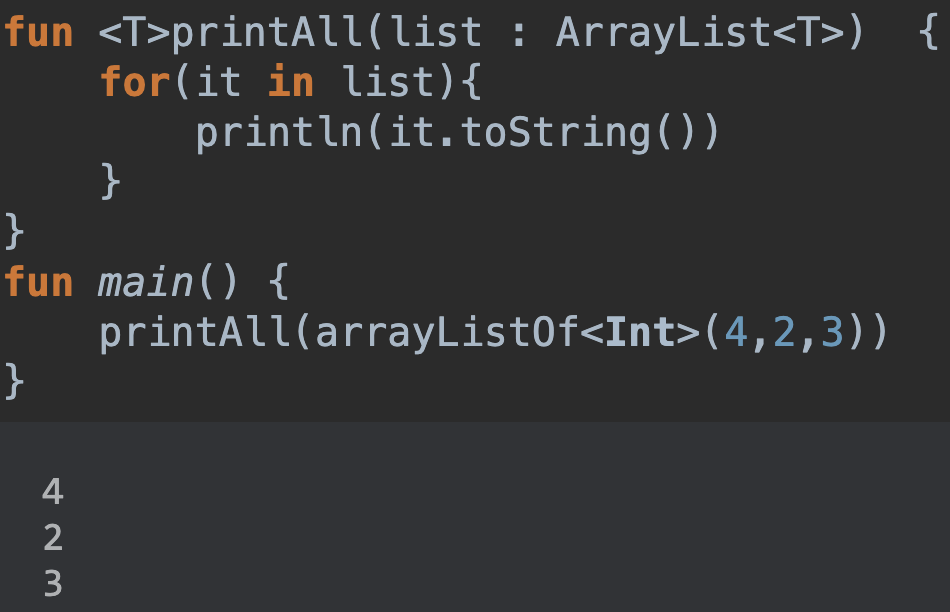 fun <T>printAll(list : ArrayList<T>)  {
    for(it in list){
        println(it.toString())
    }
}
fun main() {
    printAll(arrayListOf<Int>(4,2,3))
}
4
2
3